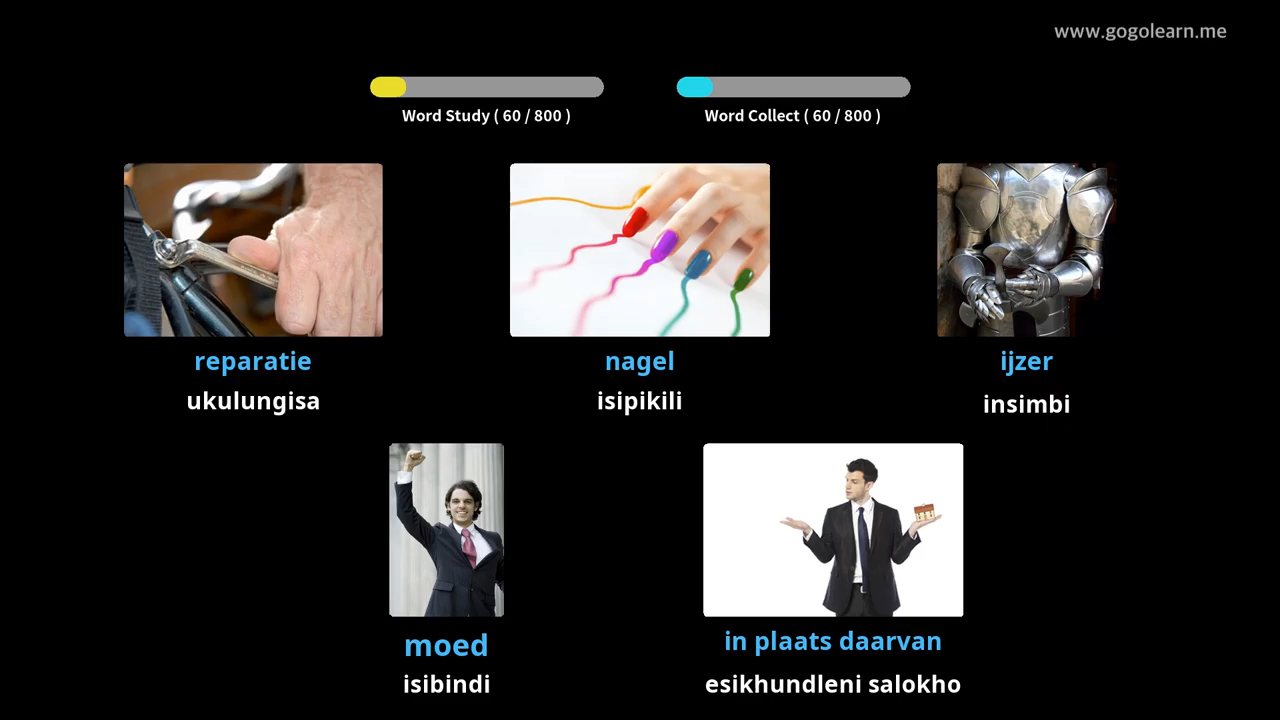 www.gogolearn.me
Word Study ( 60 / 800 )
Word Collect ( 60 / 800 )
reparatie
ukulungisa
nagel
isipikili
ijzer
insimbi
moed
isibindi
in plaats daarvan
esikhundleni salokho